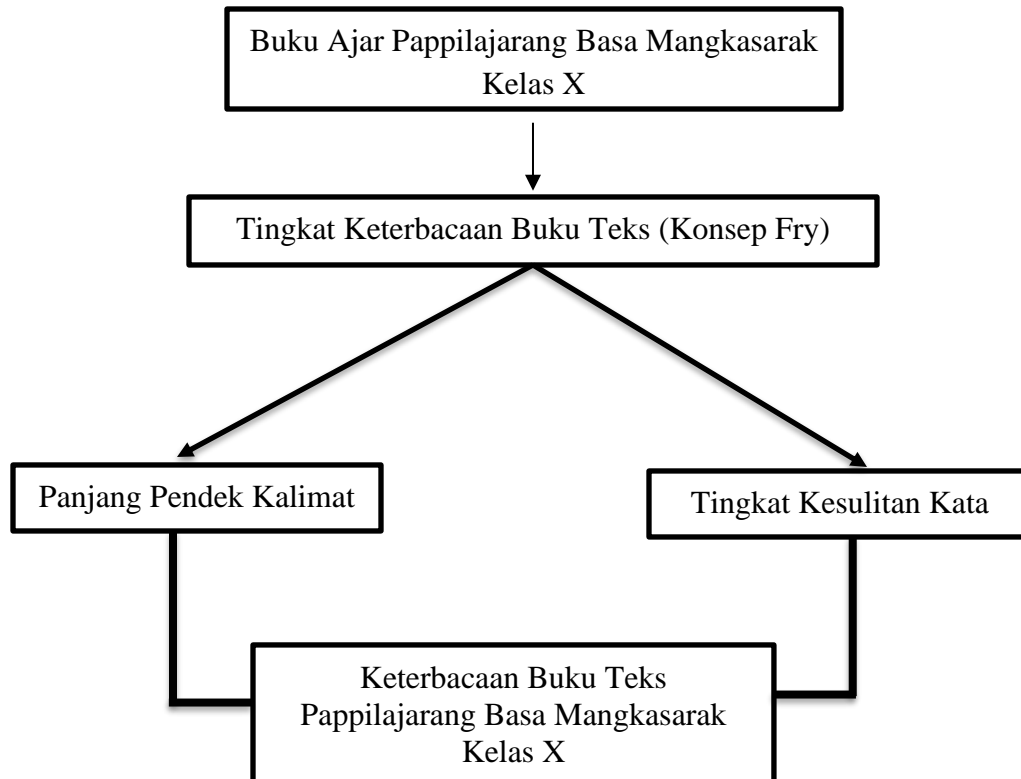 Buku Ajar Pappilajarang Basa Mangkasarak
Kelas X
Tingkat Keterbacaan Buku Teks (Konsep Fry)
Panjang Pendek Kalimat
Tingkat Kesulitan Kata
Keterbacaan Buku Teks
Pappilajarang Basa Mangkasarak
Kelas X